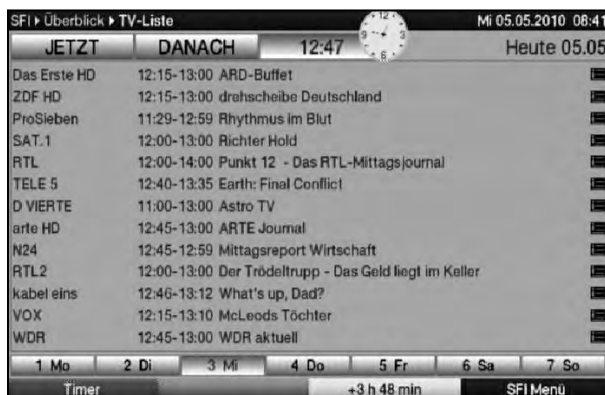 SFI ▸ Überblick ▸ TV-Liste Mi 05.05.2010 08:41
12 3 6 9
JETZT DANACH 12:47 Heute 05.05
Das Erste HD 12:15-13:00 ARD-Buffet
ZDF HD 12:15-13:00 drehscheibe Deutschland
ProSieben 11:29-12:59 Rhythmus im Blut
SAT.1 12:00-13:00 Richter Hold
RTL 12:00-14:00 Punkt 12 - Das RTL-Mittagsjournal
TELE 5 12:40-13:35 Earth: Final Conflict
D VIERTE 11:00-13:00 Astro TV
arte HD 12:45-13:00 ARTE Journal
N24 12:45-12:59 Mittagsreport Wirtschaft
RTL2 12:00-13:00 Der Trödeltrupp - Das Geld liegt im Keller
kabel eins 12:46-13:12 What's up, Dad?
VOX 12:15-13:10 McLeods Töchter
WDR 12:45-13:00 WDR aktuell
1 Mo 2 Di 3 Mi 4 Do 5 Fr 6 Sa 7 So
Timer +3 h 48 min SFI Menü